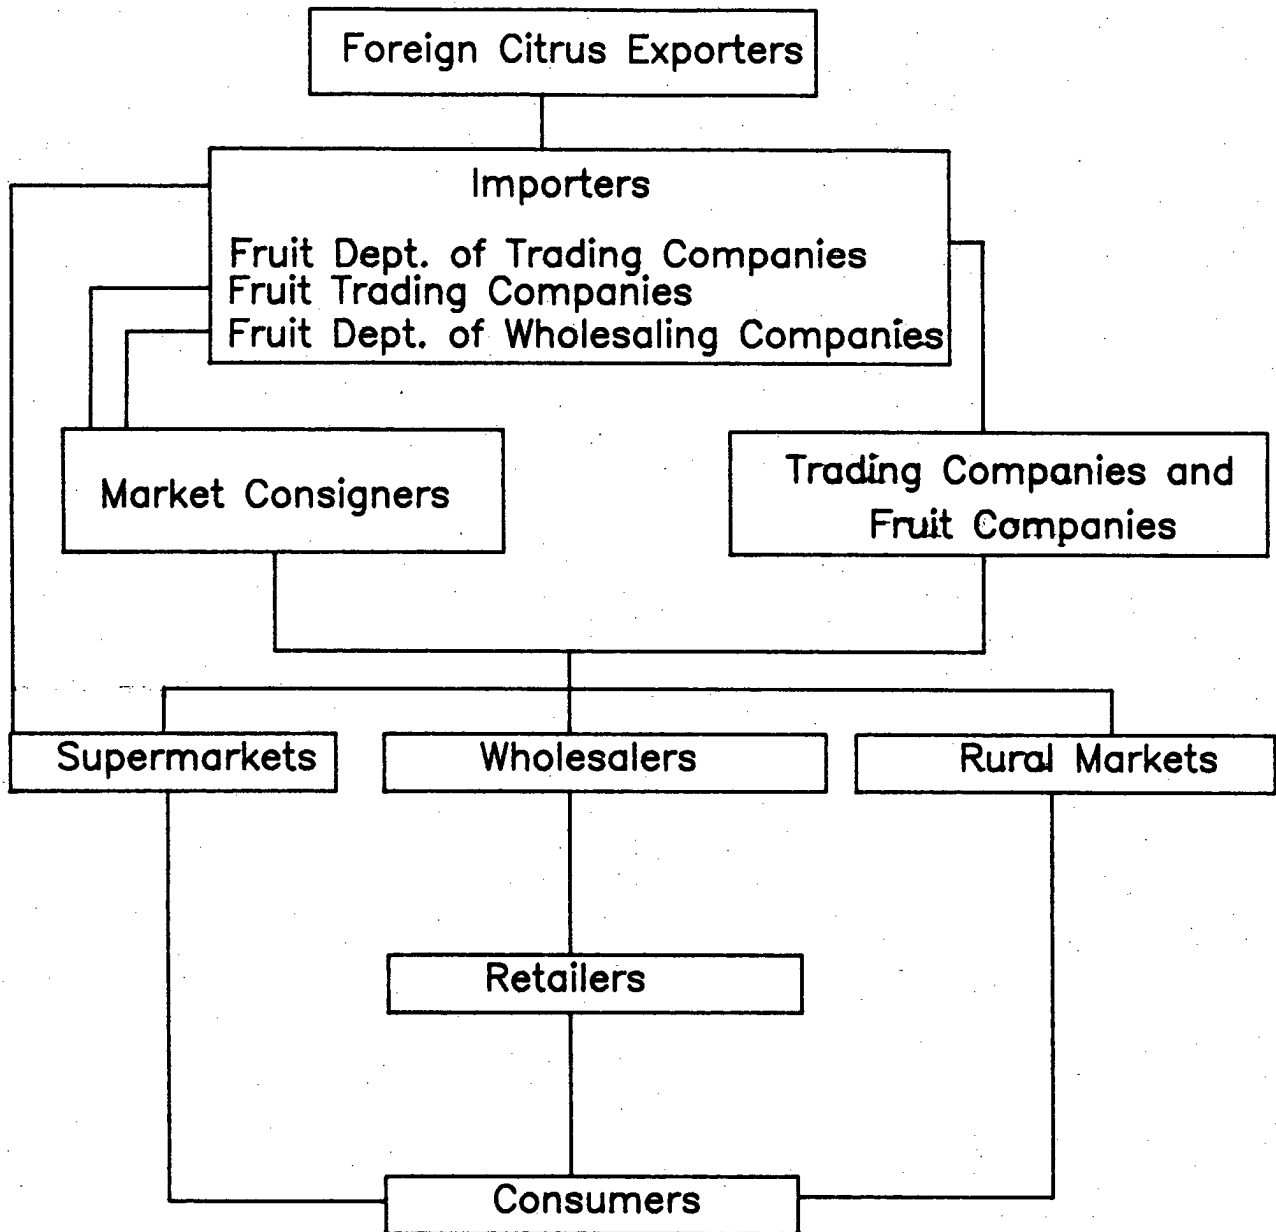 Foreign Citrus Exporters
Importers
Fruit Dept. of Trading Companies
Fruit Trading Companies
Fruit Dept. of Wholesaling Companies
Market Consigners
Trading Companies and
Fruit Companies
Supermarkets
Wholesalers
Rural Markets
Retailers
Consumers